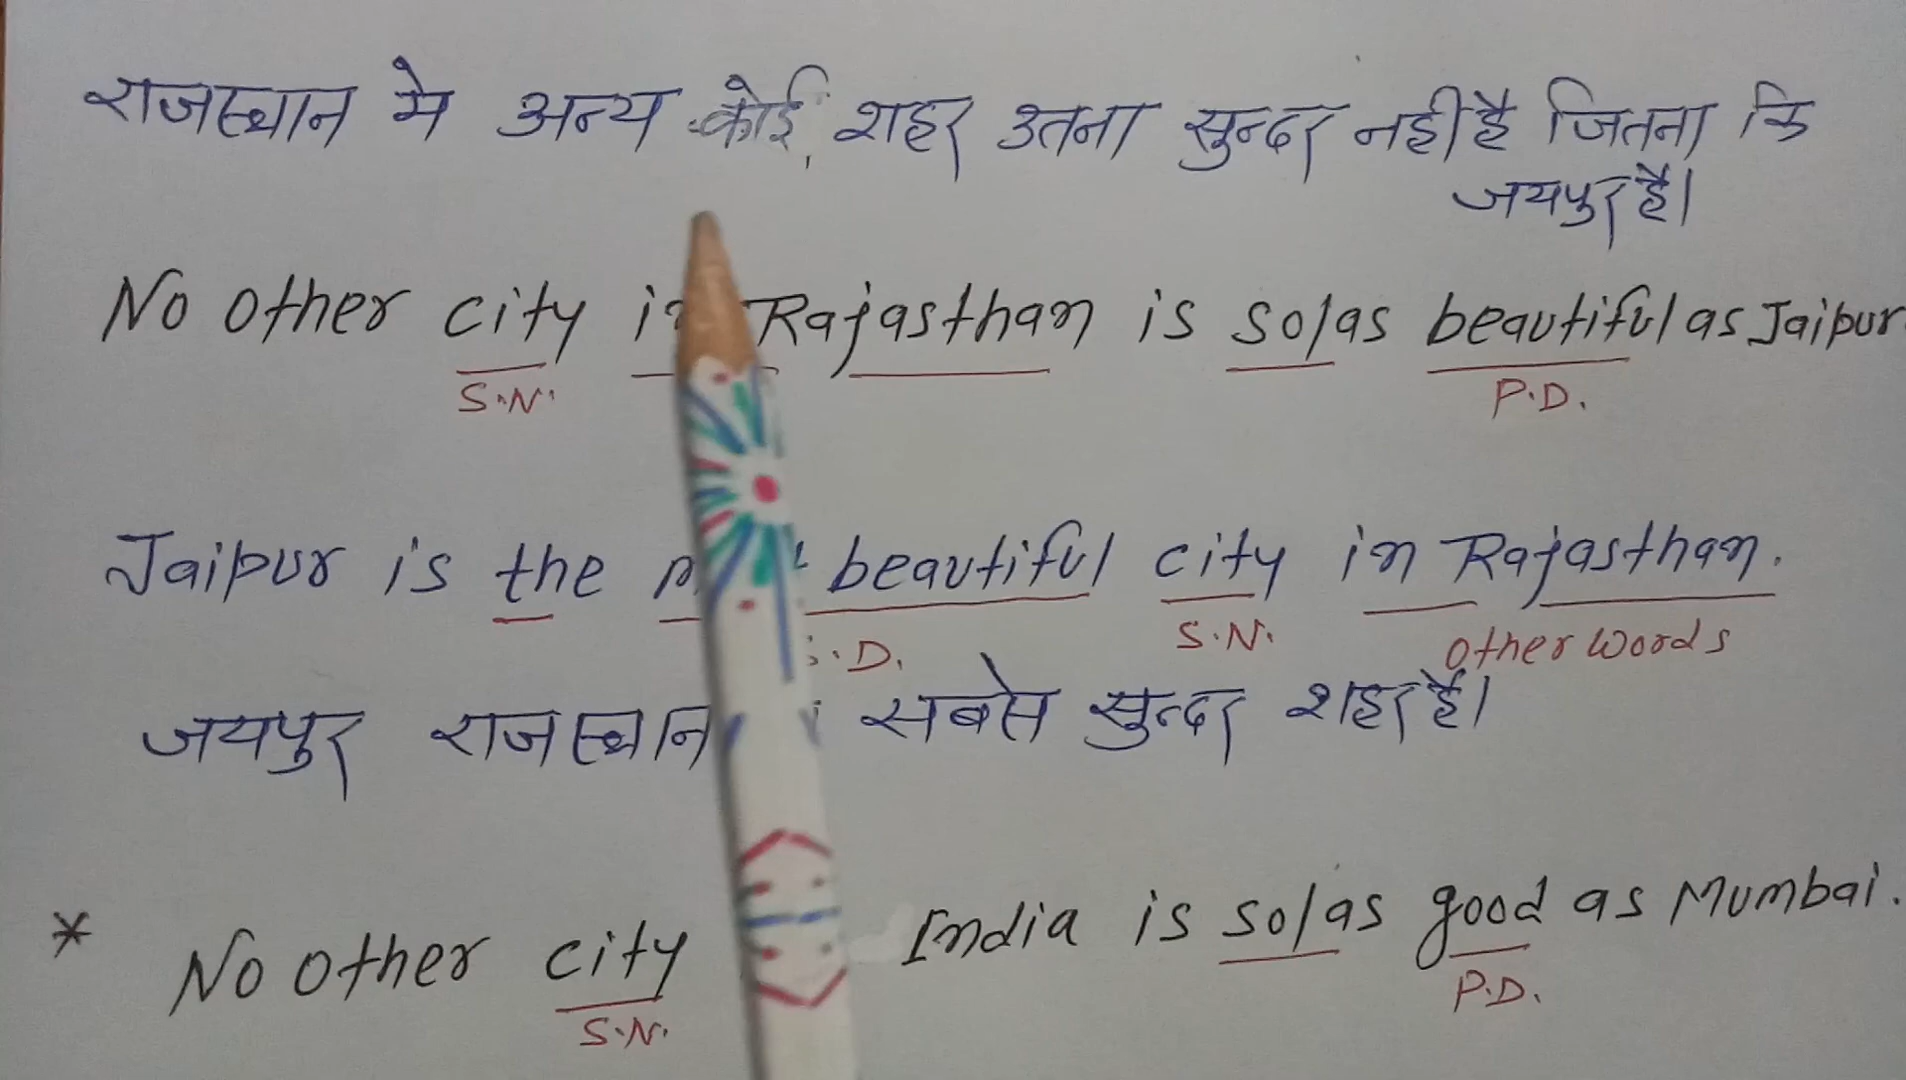 राजस्थान मे अन्य कोई शहर उतना सुन्दर नही है जितना कि
जयपुर है।
No other city in Rajasthan is so/as beautiful as Jaipur
S.N. P.D.
Jaipur is the beautiful city in Rajasthan.
.D. S.N. Other words
जयपुर राजस्थान सबसे सुन्दर शहर है।
* No other city India is so/as good as Mumbai.
S.N. P.D.